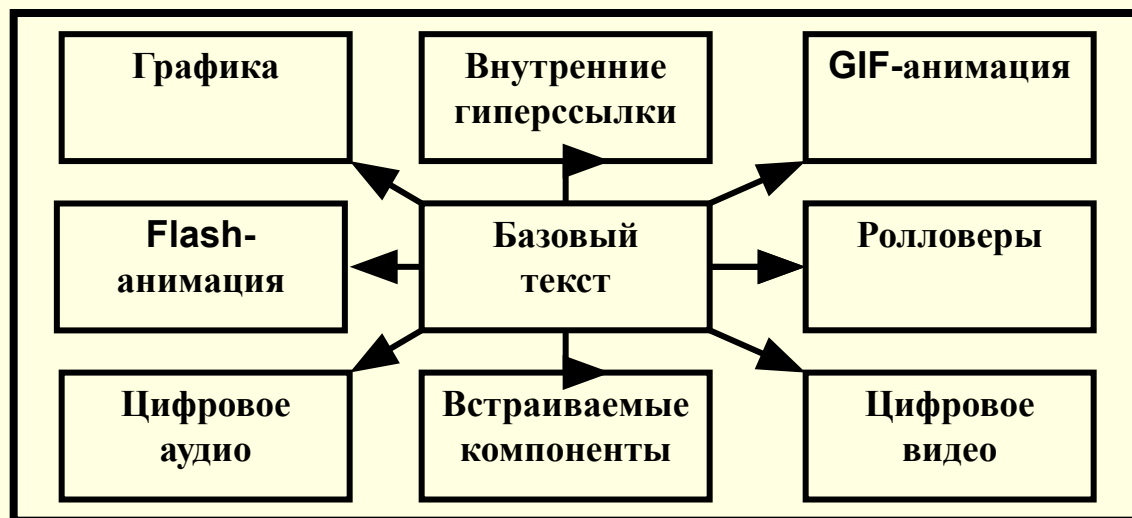 Графика
Внутренние
гиперссылки
GIF-анимация
Flash-
анимация
Базовый
текст
Ролловеры
Цифровое
аудио
Встраиваемые
компоненты
Цифровое
видео